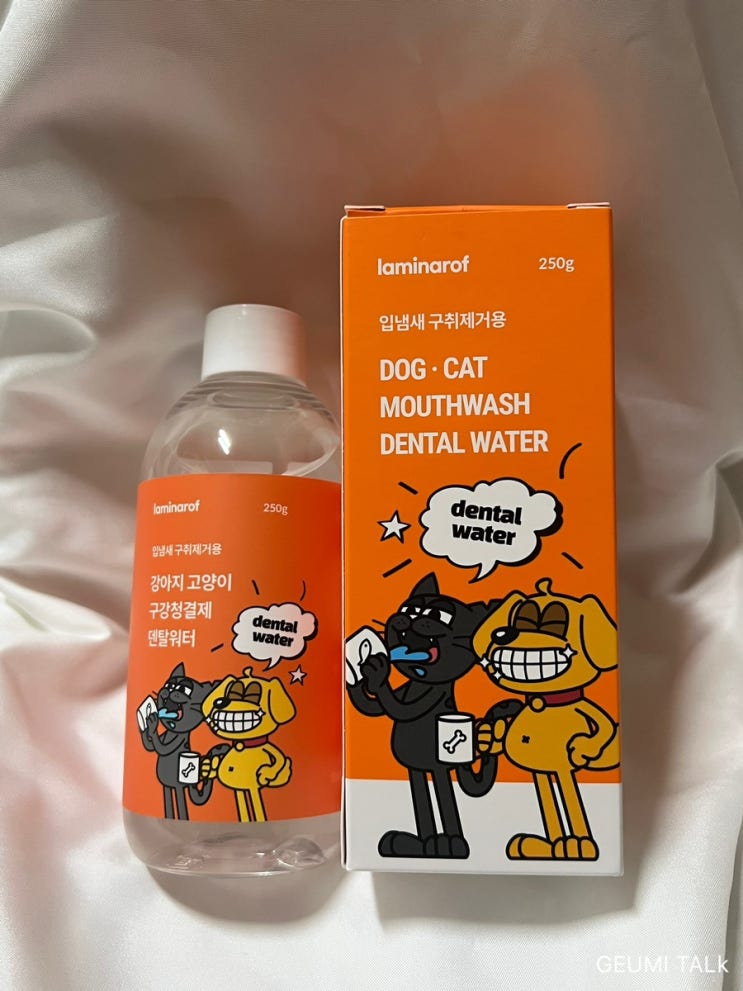 laminarof
250g
입냄새 구취제거용
강아지 고양이
구강청결제
덴탈워터
dental
water
laminarof
250g
입냄새 구취제거용
DOG · CAT
MOUTHWASH
DENTAL WATER
dental
water
GEUMI TALk